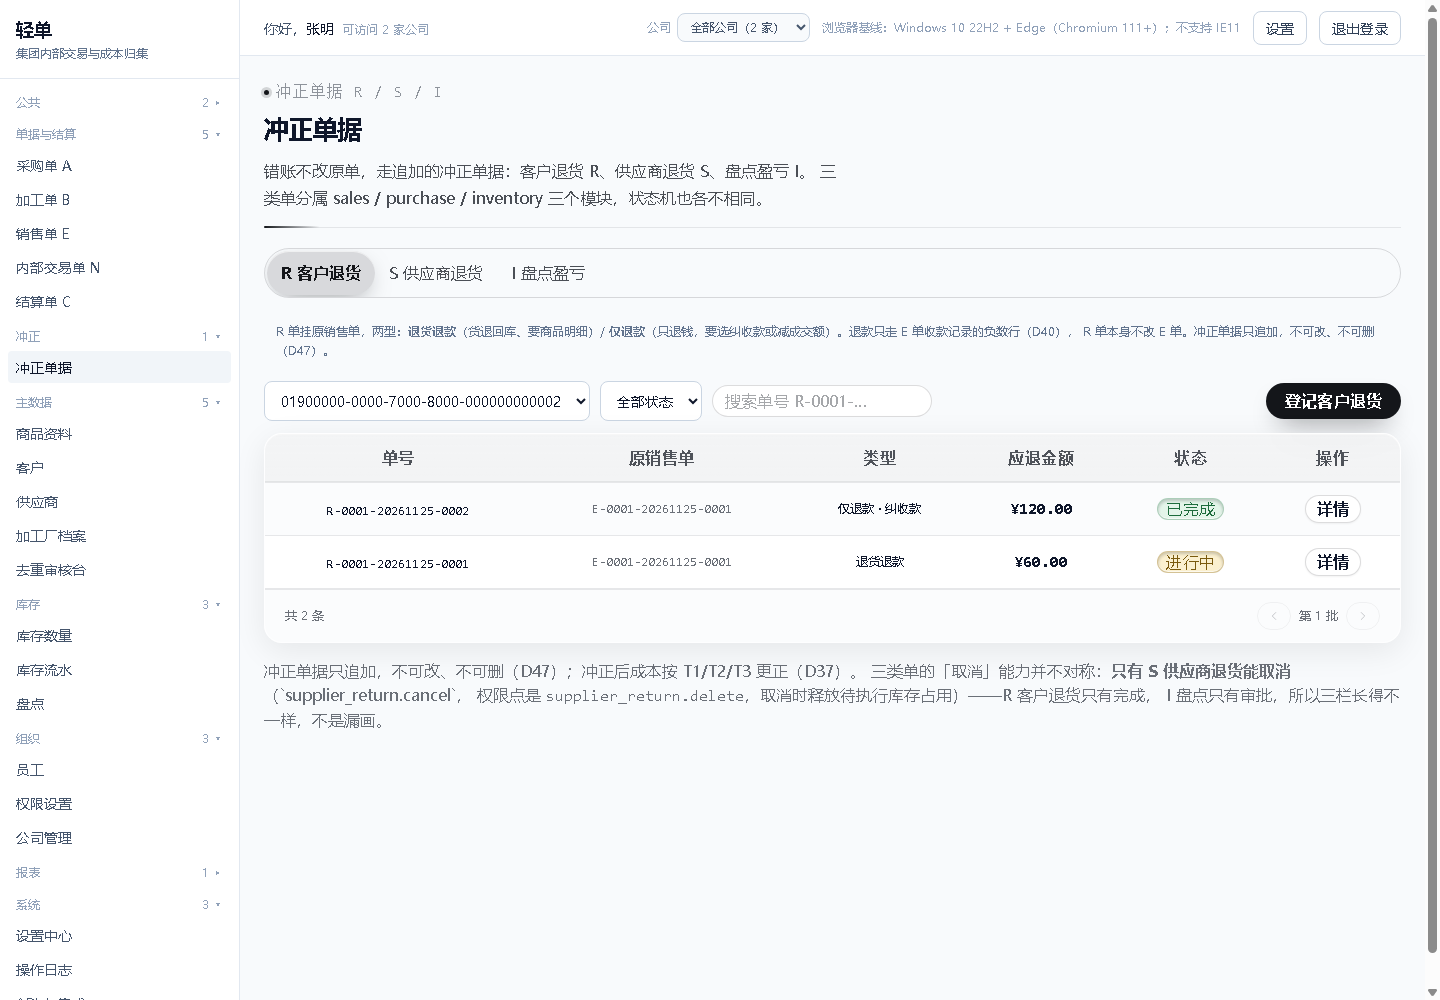 轻单
集团内部交易与成本归集
公共 2
单据与结算 5
采购单 A
加工单 B
销售单 E
内部交易单 N
结算单 C
冲正 1
冲正单据
主数据 5
商品资料
客户
供应商
加工厂档案
去重审核台
库存 3
库存数量
库存流水
盘点
组织 3
员工
权限设置
公司管理
报表 1
系统 3
设置中心
操作日志
你好，张明 可访问 2 家公司
公司 全部公司（2 家） 浏览器基线：Windows 10 22H2 + Edge（Chromium 111+）；不支持 IE11 设置 退出登录
冲正单据 R / S / I
冲正单据
错账不改原单，走追加的冲正单据：客户退货 R、供应商退货 S、盘点盈亏 I。 三
类单分属 sales / purchase / inventory 三个模块，状态机也各不相同。
R 客户退货 S 供应商退货 I 盘点盈亏
R 单挂原销售单，两型：退货退款（货退回库、要商品明细）/ 仅退款（只退钱，要选纠收款或减成交额）。退款只走 E 单收款记录的负数行（D40）， R 单本身不改 E 单。冲正单据只追加，不可改、不可删
（D47）。
01900000-0000-7000-8000-000000000002 全部状态 搜索单号 R-0001-... 登记客户退货
单号 原销售单 类型 应退金额 状态 操作
R-0001-20261125-0002 E-0001-20261125-0001 仅退款 · 纠收款 ¥120.00 已完成 详情
R-0001-20261125-0001 E-0001-20261125-0001 退货退款 ¥60.00 进行中 详情
共 2 条 第 1 批
冲正单据只追加，不可改、不可删（D47）；冲正后成本按 T1/T2/T3 更正（D37）。 三类单的「取消」能力并不对称：只有 S 供应商退货能取消
（`supplier_return.cancel`， 权限点是 supplier_return.delete，取消时释放待执行库存占用）——R 客户退货只有完成， I 盘点只有审批，所以三栏长得不
一样，不是漏画。